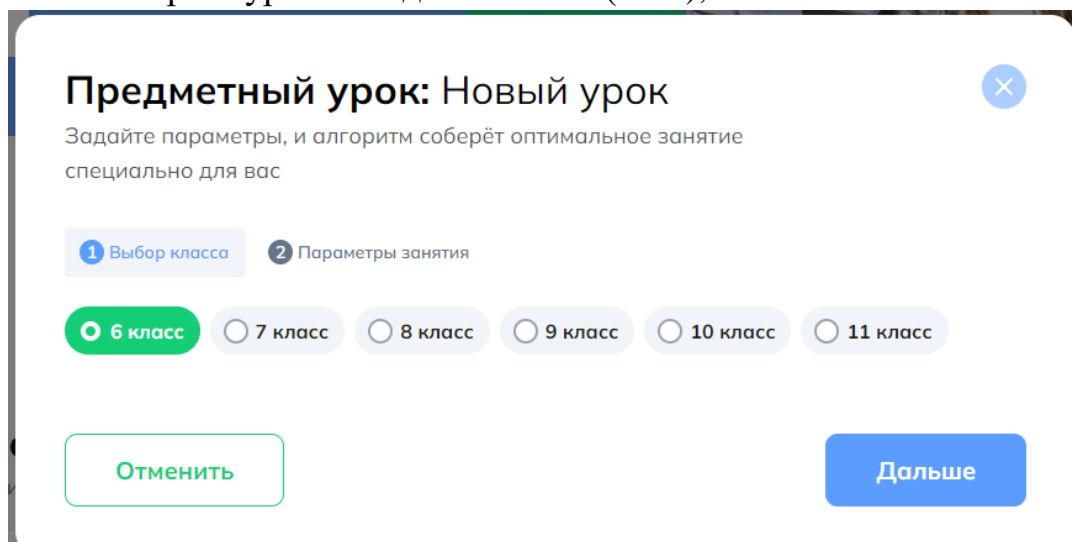 Предметный урок: Новый урок
Задайте параметры, и алгоритм соберёт оптимальное занятие
специально для вас
1 Выбор класса 2 Параметры занятия
6 класс 7 класс 8 класс 9 класс 10 класс 11 класс
Отменить Дальше